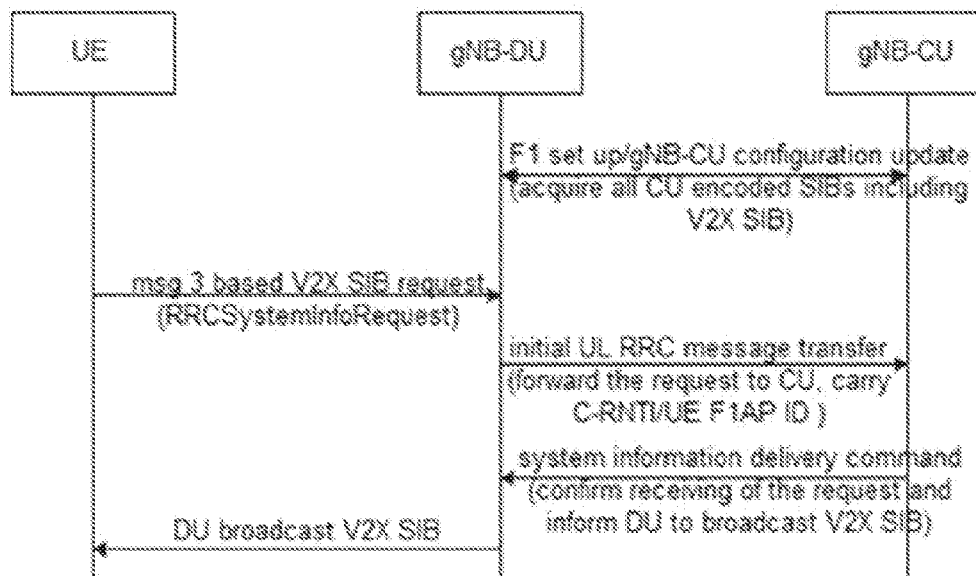 UE
gNB-DU
gNB-CU
F1 set up/gNB-CU configuration update
(acquire all CU encoded SIBs including
V2X SIB)
msg 3 based V2X SIB request
(RRCSystemInfoRequest)
initial UL RRC message transfer
(forward the request to CU, carry
C-RNTI/UE F1AP ID )
system information delivery command
(confirm receiving of the request and
inform DU to broadcast V2X SIB)
DU broadcast V2X SIB